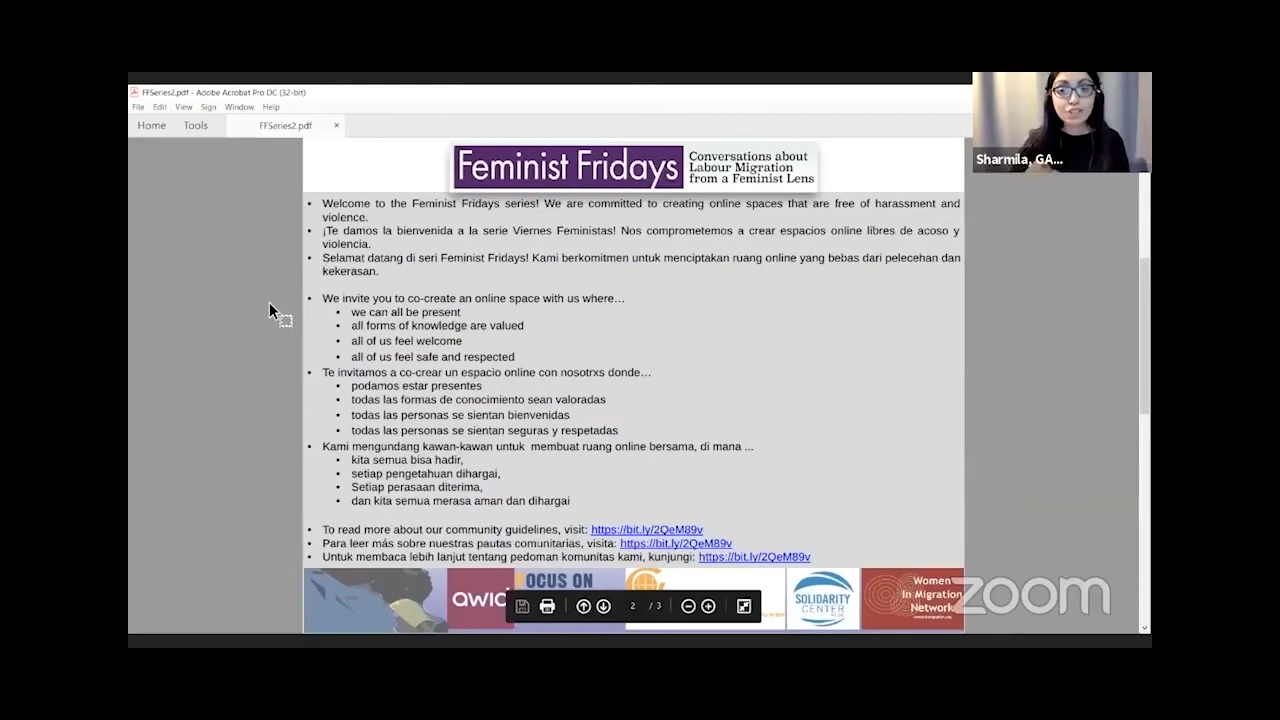 FFSeries2.pdf - Adobe Acrobat Pro DC (32-bit)
File Edit View Sign Window Help
Home Tools FFSeries2.pdf ×
Sharmila, GA...
Feminist Fridays
Conversations about
Labour Migration
from a Feminist Lens
• Welcome to the Feminist Fridays series! We are committed to creating online spaces that are free of harassment and
violence.
• ¡Te damos la bienvenida a la serie Viernes Feministas! Nos comprometemos a crear espacios online libres de acoso y
violencia.
• Selamat datang di seri Feminist Fridays! Kami berkomitmen untuk menciptakan ruang online yang bebas dari pelecehan dan
kekerasan.
• We invite you to co-create an online space with us where…
• we can all be present
• all forms of knowledge are valued
• all of us feel welcome
• all of us feel safe and respected
• Te invitamos a co-crear un espacio online con nosotrxs donde…
• podamos estar presentes
• todas las formas de conocimiento sean valoradas
• todas las personas se sientan bienvenidas
• todas las personas se sientan seguras y respetadas
• Kami mengundang kawan-kawan untuk membuat ruang online bersama, di mana ...
• kita semua bisa hadir,
• setiap pengetahuan dihargai,
• Setiap perasaan diterima,
• dan kita semua merasa aman dan dihargai
• To read more about our community guidelines, visit: https://bit.ly/2QeM89v
• Para leer más sobre nuestras pautas comunitarias, visita: https://bit.ly/2QeM89v
• Untuk membaca lebih lanjut tentang pedoman komunitas kami, kunjungi: https://bit.ly/2QeM89v
OCUS ON
2 / 3
SOLIDARITY
CENTER
Women
In Migration
Network
zoom